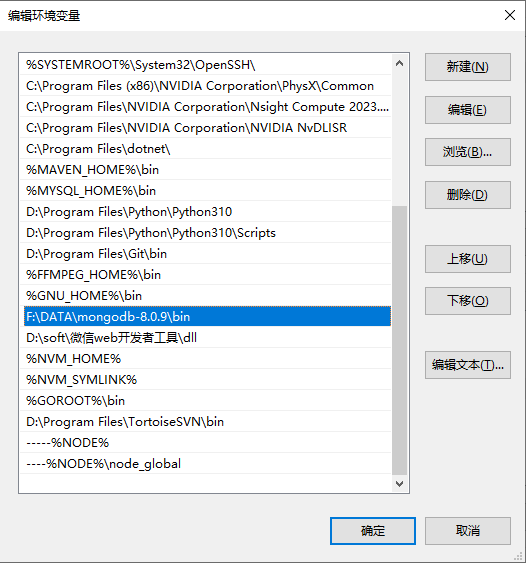 编辑环境变量
%SYSTEMROOT%\System32\OpenSSH\
C:\Program Files (x86)\NVIDIA Corporation\PhysX\Common
C:\Program Files\NVIDIA Corporation\Nsight Compute 2023....
C:\Program Files\NVIDIA Corporation\NVIDIA NvDLISR
C:\Program Files\dotnet\
%MAVEN_HOME%\bin
%MYSQL_HOME%\bin
D:\Program Files\Python\Python310
D:\Program Files\Python\Python310\Scripts
D:\Program Files\Git\bin
%FFMPEG_HOME%\bin
%GNU_HOME%\bin
F:\DATA\mongodb-8.0.9\bin
D:\soft\微信web开发者工具\dll
%NVM_HOME%
%NVM_SYMLINK%
%GOROOT%\bin
D:\Program Files\TortoiseSVN\bin
-----%NODE%
----%NODE%\node_global
新建(N)
编辑(E)
浏览(B)...
删除(D)
上移(U)
下移(O)
编辑文本(T)...
确定
取消